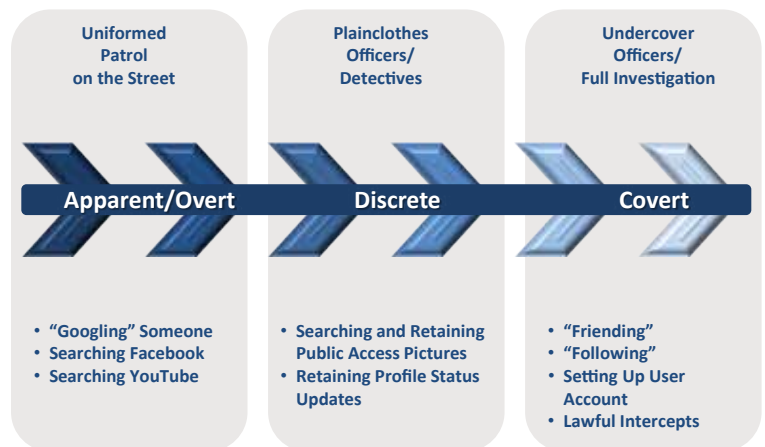 Uniformed
Patrol
on the Street
Plainclothes
Officers/
Detectives
Undercover
Officers/
Full Investigation
Apparent/Overt
Discrete
Covert
• “Googling” Someone
• Searching Facebook
• Searching YouTube
• Searching and Retaining
Public Access Pictures
• Retaining Profile Status
Updates
• “Friending”
• “Following”
• Setting Up User
Account
• Lawful Intercepts